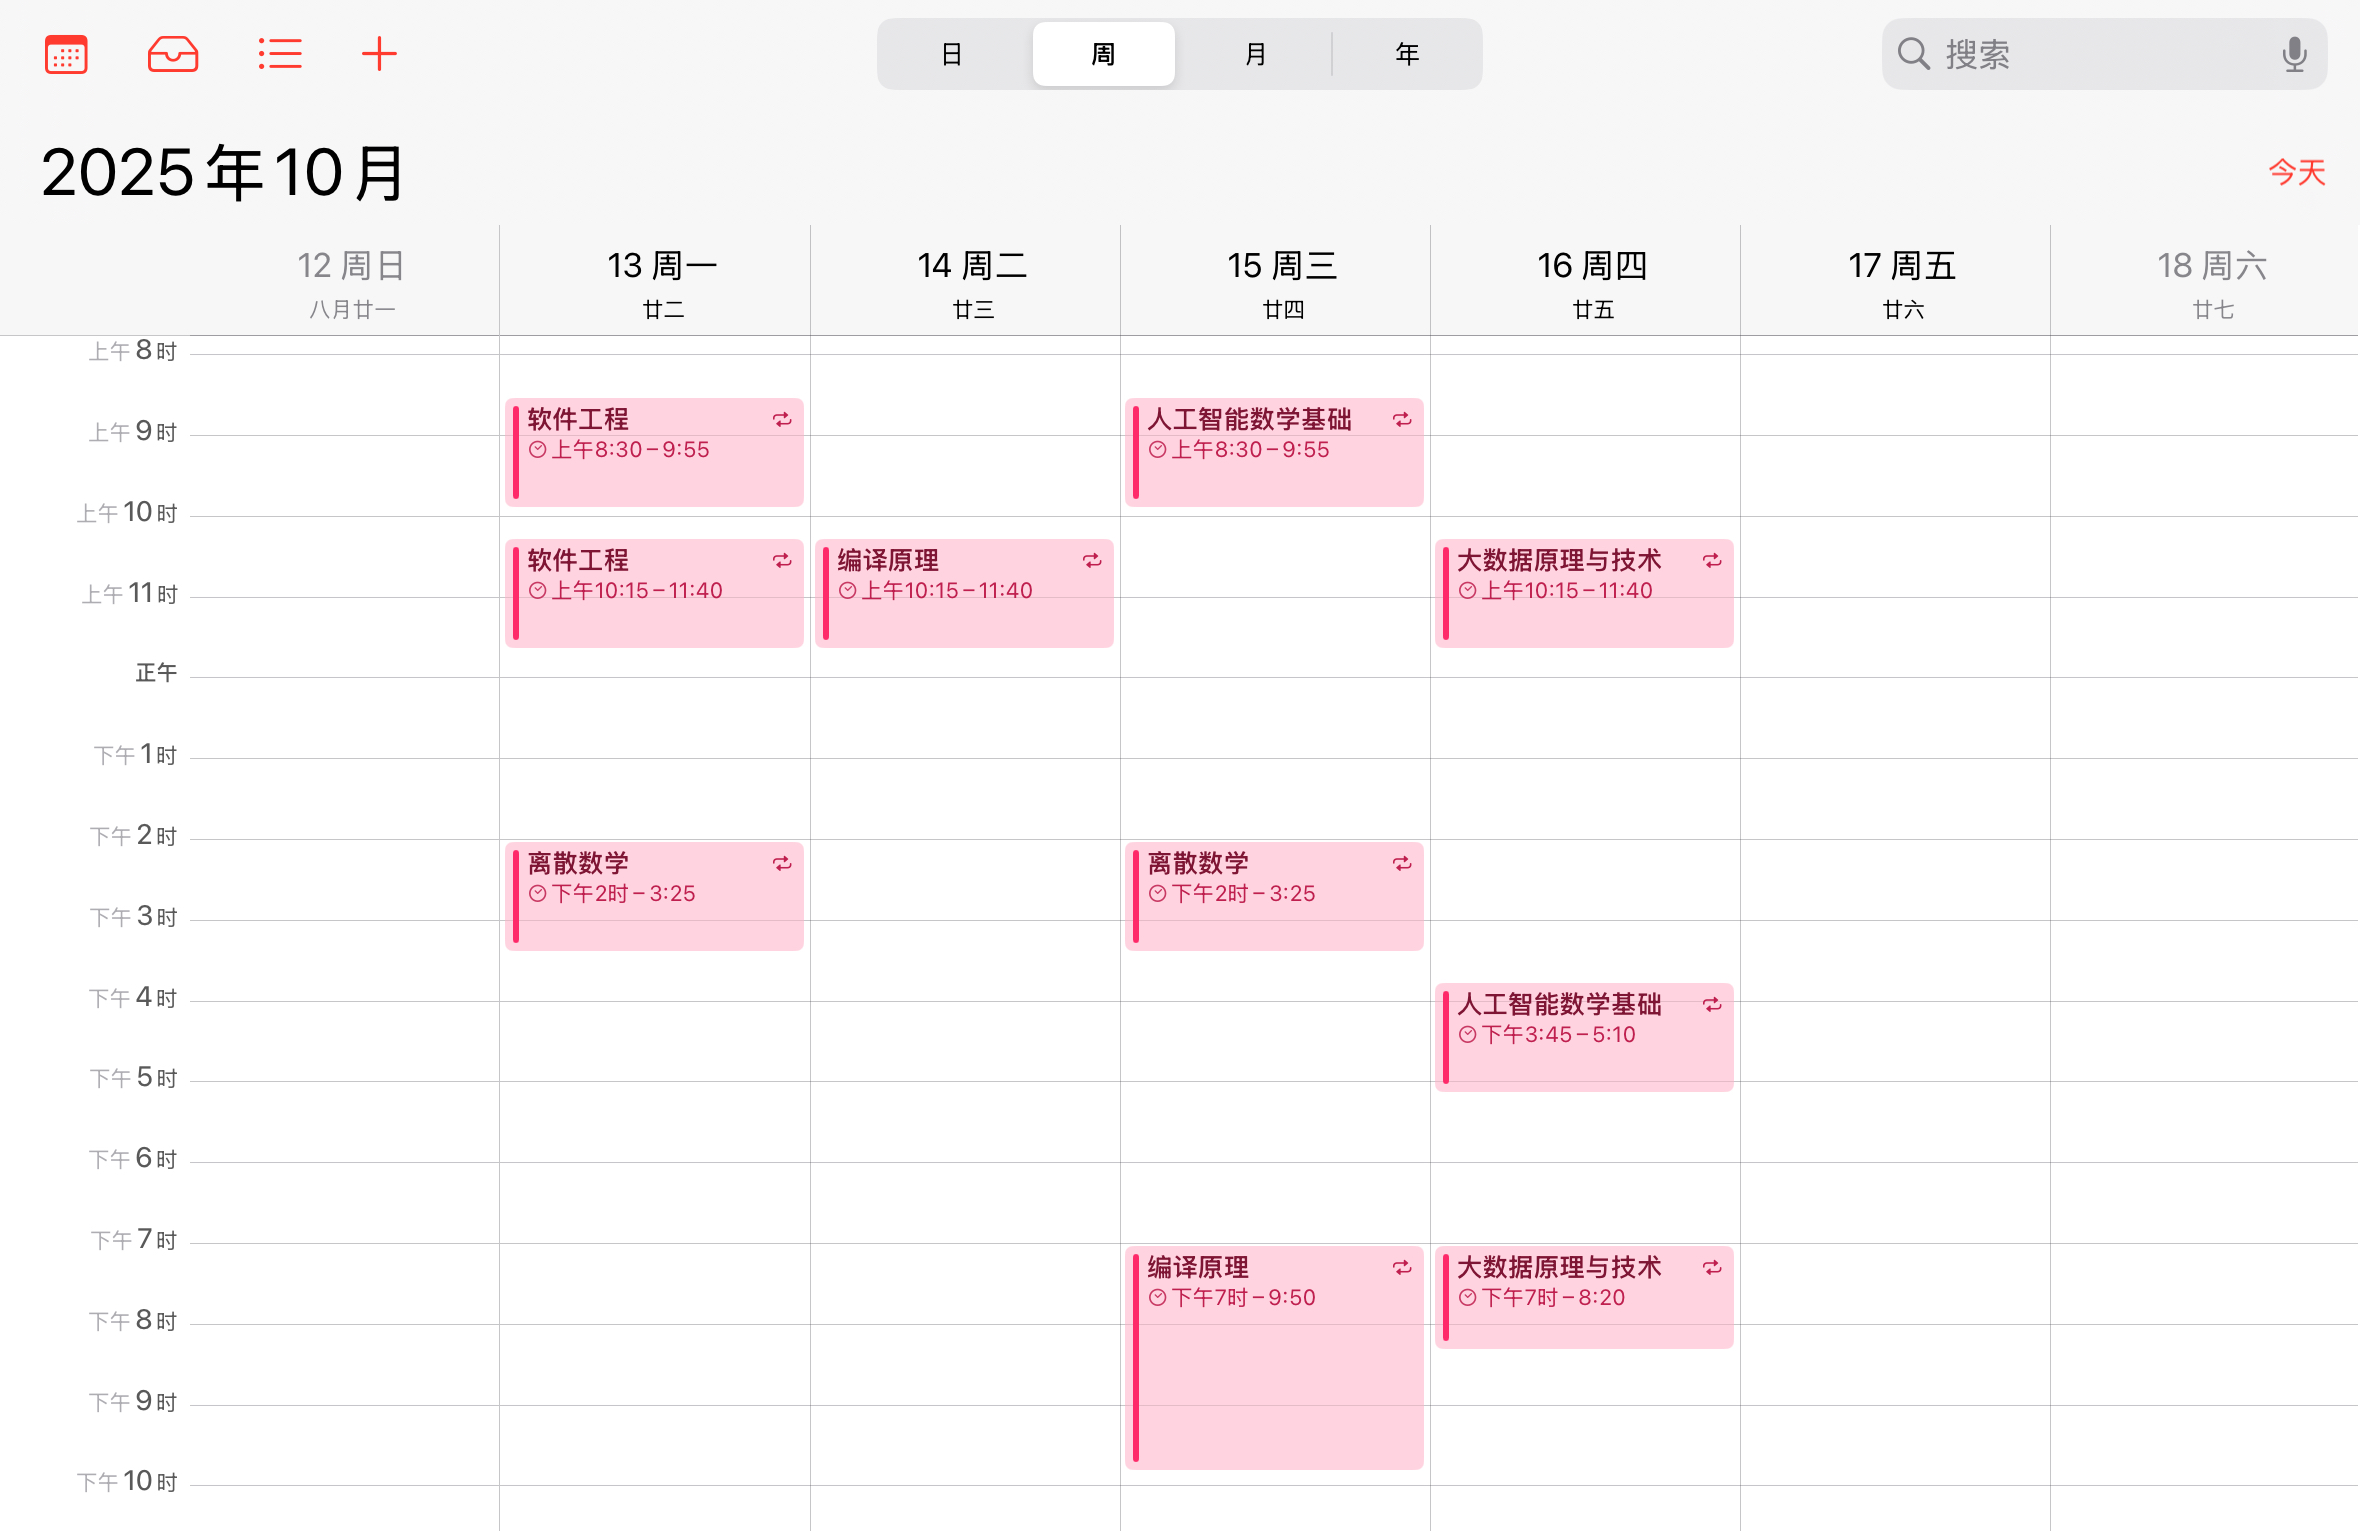 日 周 月 年
搜索
2025年10月
今天
12 周日 13 周一 14 周二 15 周三 16 周四 17 周五 18 周六
八月廿一 廿二 廿三 廿四 廿五 廿六 廿七
上午8时
软件工程 人工智能数学基础
上午9时
上午8:30–9:55 上午8:30–9:55
上午10时
软件工程 编译原理 大数据原理与技术
上午11时
上午10:15–11:40 上午10:15–11:40 上午10:15–11:40
正午
下午1时
下午2时
离散数学 离散数学
下午2时–3:25 下午2时–3:25
下午3时
下午4时
人工智能数学基础
下午3:45–5:10
下午5时
下午6时
下午7时
编译原理 大数据原理与技术
下午7时–9:50 下午7时–8:20
下午8时
下午9时
下午10时